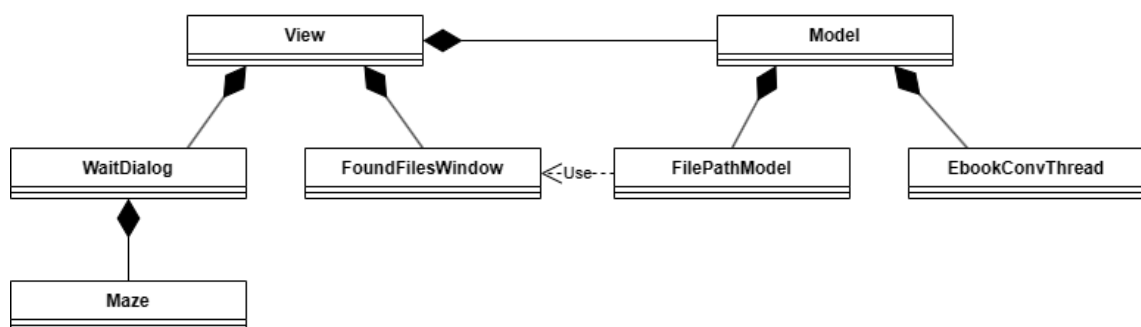 View
Model
WaitDialog
FoundFilesWindow
Use
FilePathModel
EbookConvThread
Maze